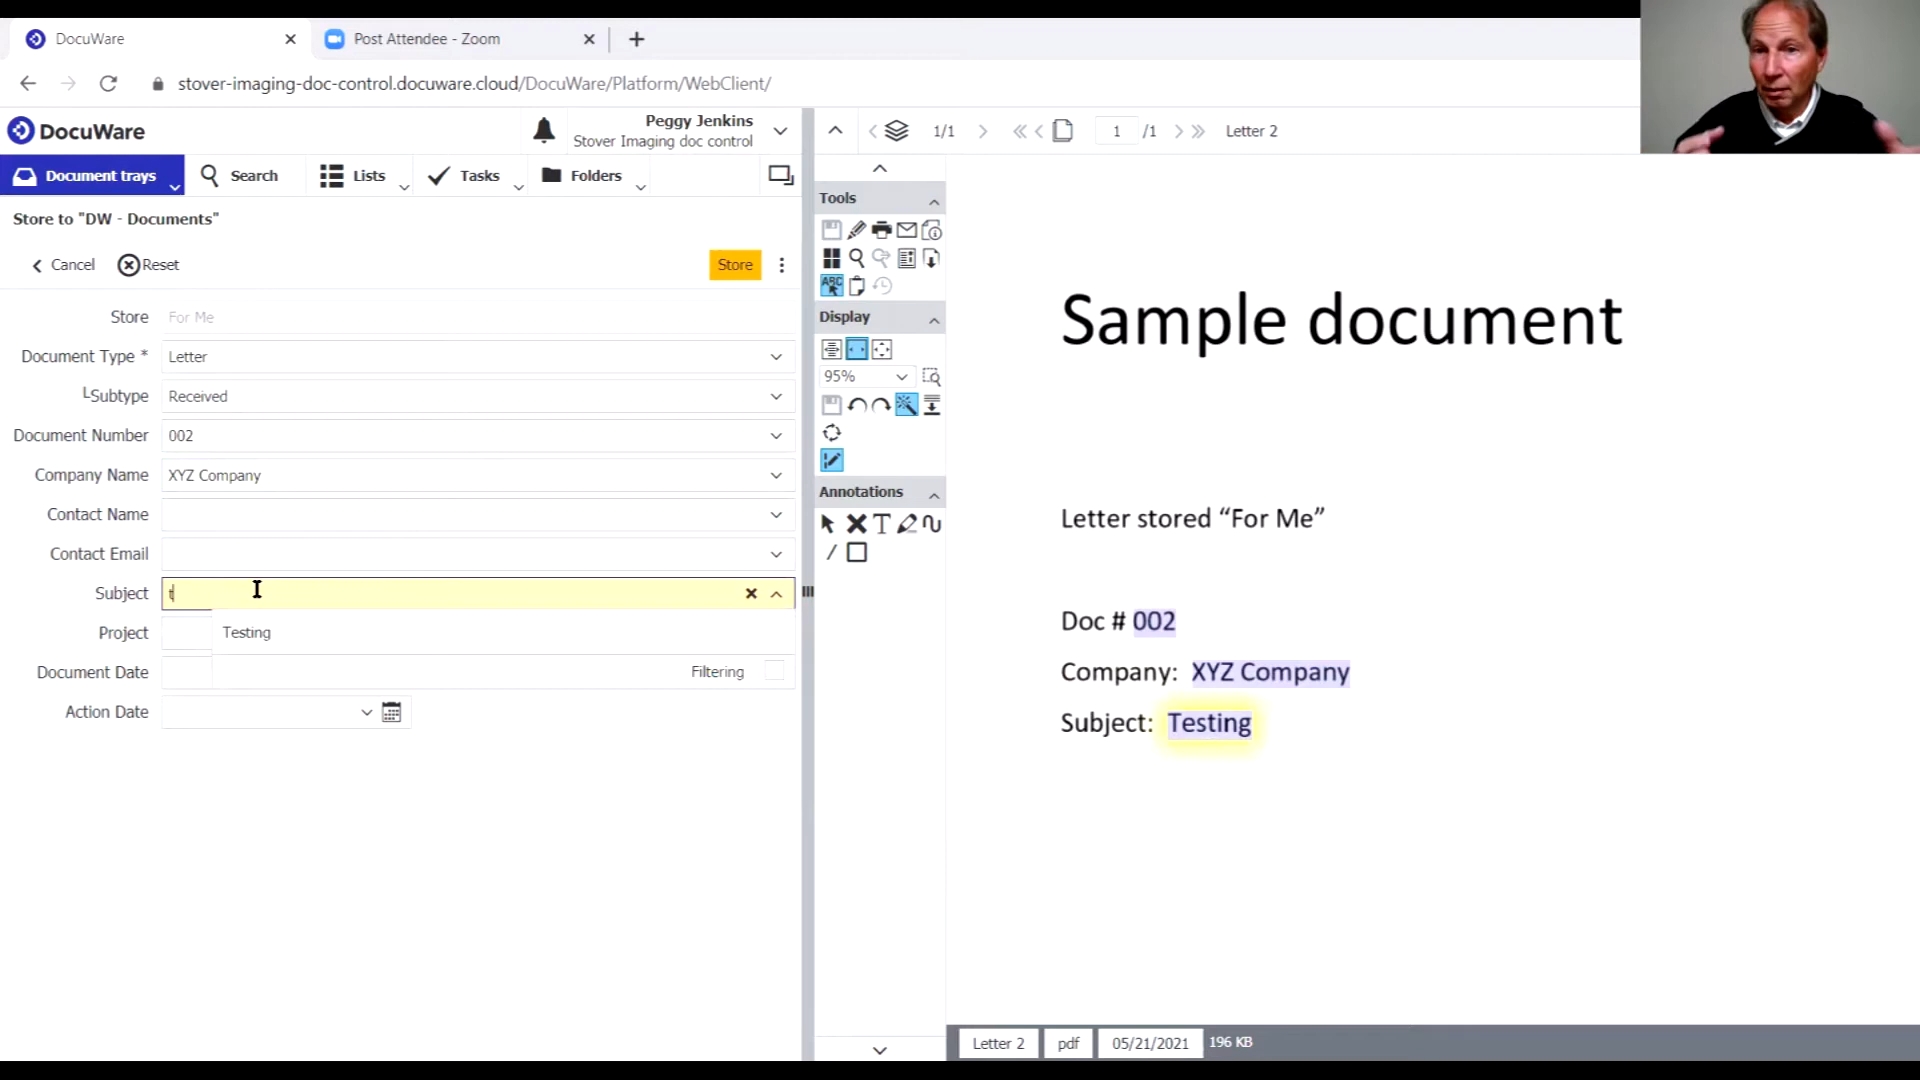 DocuWare
Post Attendee - Zoom
stover-imaging-doc-control.docuware.cloud/DocuWare/Platform/WebClient/
DocuWare
Peggy Jenkins
Stover Imaging doc control
1/1
1 /1
Letter 2
Document trays
Search
Lists
Tasks
Folders
Store to "DW - Documents"
Cancel
Reset
Store
Store For Me
Document Type * Letter
└Subtype Received
Document Number 002
Company Name XYZ Company
Contact Name
Contact Email
Subject t
Project
Testing
Document Date
Filtering
Action Date
Tools
ABC
Display
95%
Annotations
Sample document
Letter stored “For Me”
Doc # 002
Company: XYZ Company
Subject: Testing
Letter 2
pdf
05/21/2021
196 KB